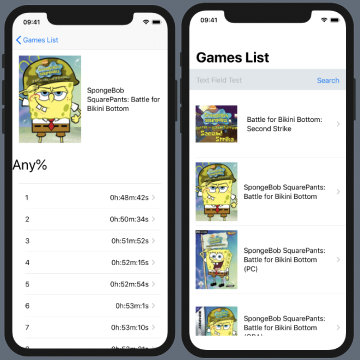 09:41
Games List
SpongeBob
SquarePants: Battle for
Bikini Bottom
Any%
1 0h:48m:42s
2 0h:50m:34s
3 0h:51m:52s
4 0h:52m:15s
5 0h:52m:54s
6 0h:53m:1s
7 0h:53m:10s
09:41
Games List
Text Field Text Search
Battle for Bikini Bottom:
Second Strike
SpongeBob SquarePants:
Battle for Bikini Bottom
SpongeBob SquarePants:
Battle for Bikini Bottom
(PC)
SpongeBob SquarePants:
Battle for Bikini Bottom